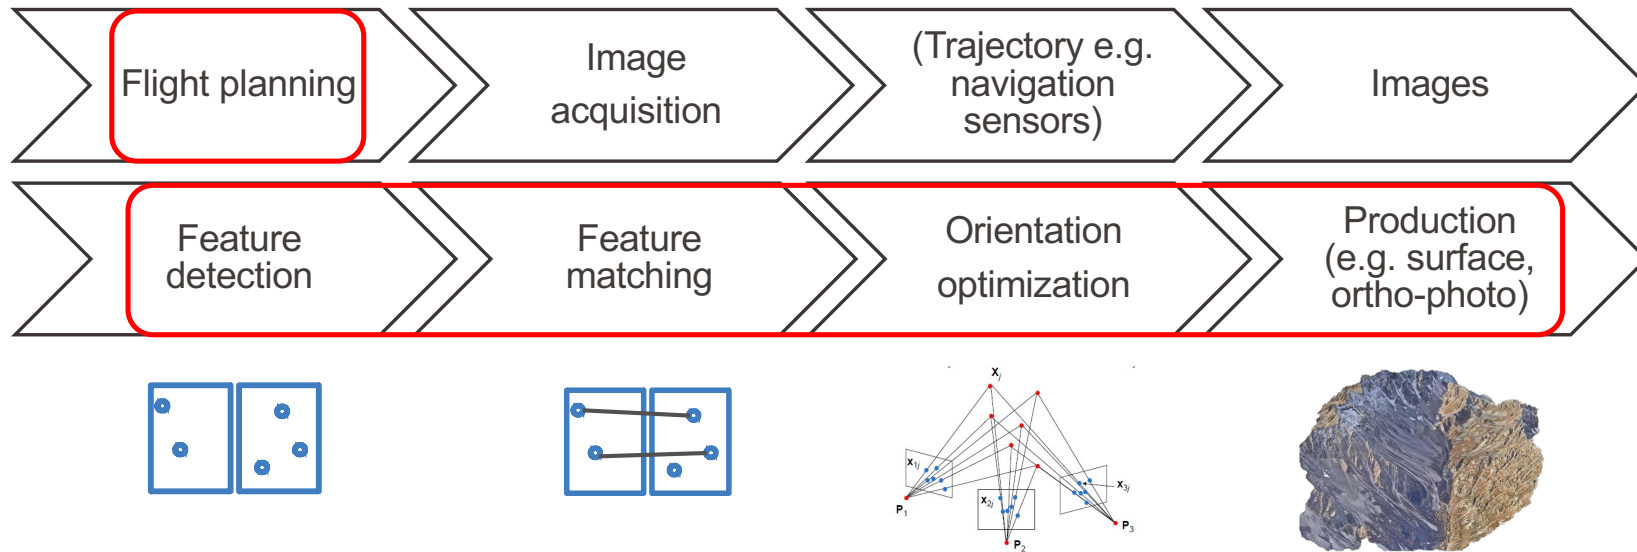 Flight planning
Image
acquisition
(Trajectory e.g.
navigation
sensors)
Images
Feature
detection
Feature
matching
Orientation
optimization
Production
(e.g. surface,
ortho-photo)
Xj
x1j
x2j
x3j
P1
P2
P3